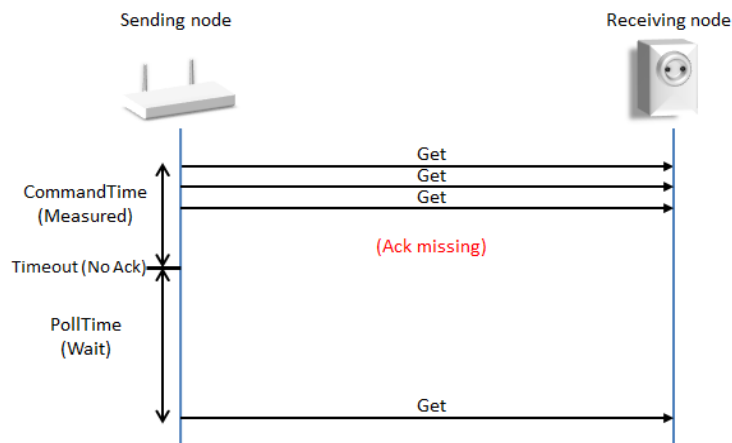 Sending node
Receiving node
Get
Get
CommandTime
(Measured)
Get
(Ack missing)
Timeout (No Ack)
PollTime
(Wait)
Get